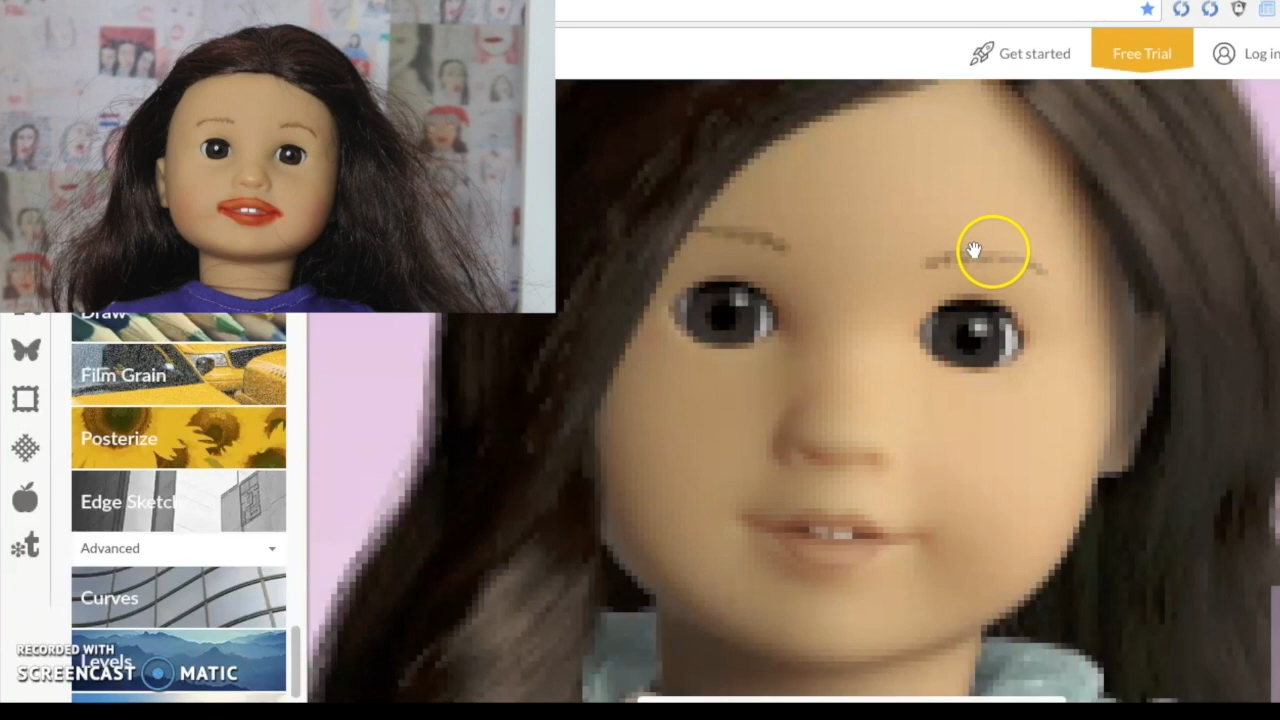 Get started
Free Trial
Log in
Draw
Film Grain
Posterize
Edge Sketch
Advanced
Curves
Levels
RECORDED WITH
SCREENCAST MATIC
t